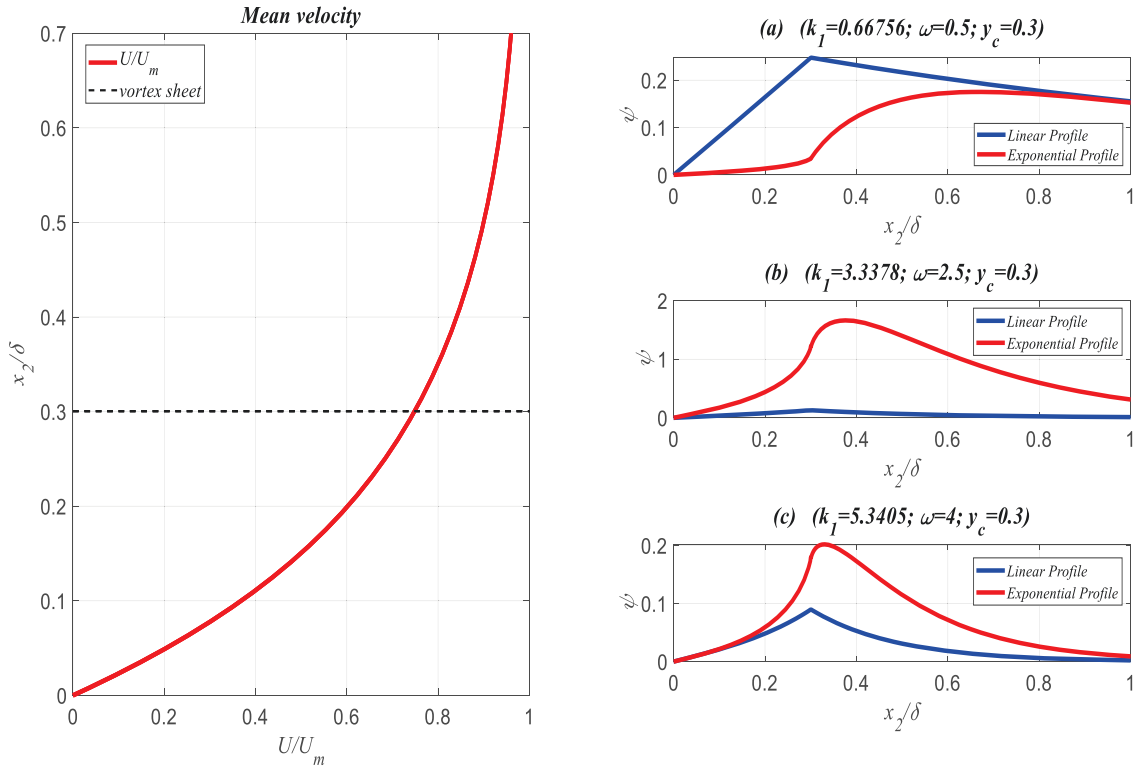 Mean velocity
0.7
0.6
0.5
0.4
0.3
0.2
0.1
0
x_2/δ
U/U_m
vortex sheet
0 0.2 0.4 0.6 0.8 1
U/U_m
(a) (k_1=0.66756; ω=0.5; y_c=0.3)
0.2
0.1
0
ψ
Linear Profile
Exponential Profile
0 0.2 0.4 0.6 0.8 1
x_2/δ
(b) (k_1=3.3378; ω=2.5; y_c=0.3)
2
1
0
ψ
Linear Profile
Exponential Profile
0 0.2 0.4 0.6 0.8 1
x_2/δ
(c) (k_1=5.3405; ω=4; y_c=0.3)
0.2
0.1
0
ψ
Linear Profile
Exponential Profile
0 0.2 0.4 0.6 0.8 1
x_2/δ